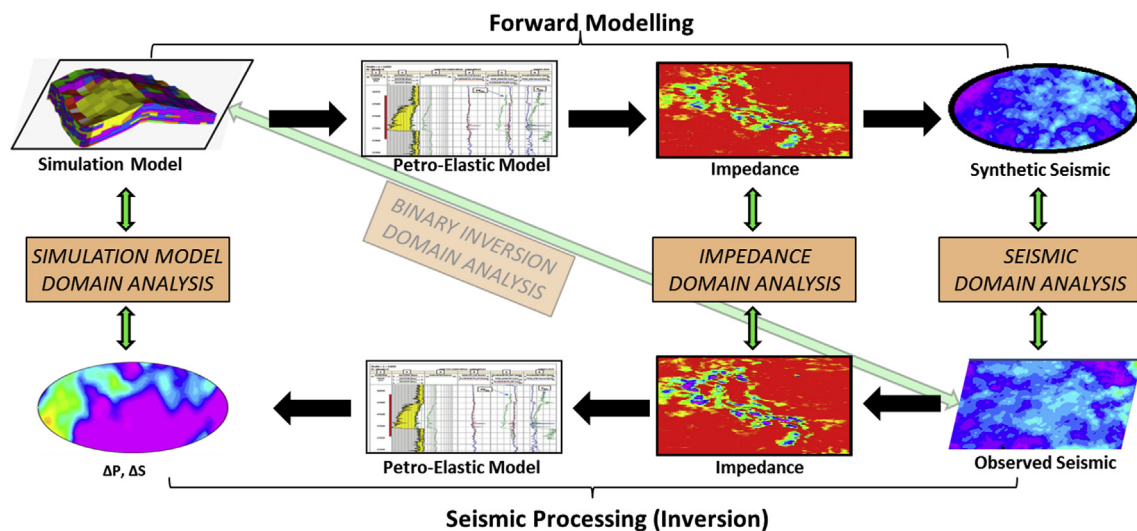 Forward Modelling
Simulation Model
Petro-Elastic Model
Impedance
Synthetic Seismic
SIMULATION MODEL
DOMAIN ANALYSIS
BINARY INVERSION
DOMAIN ANALYSIS
IMPEDANCE
DOMAIN ANALYSIS
SEISMIC
DOMAIN ANALYSIS
ΔP, ΔS
Petro-Elastic Model
Impedance
Observed Seismic
Seismic Processing (Inversion)